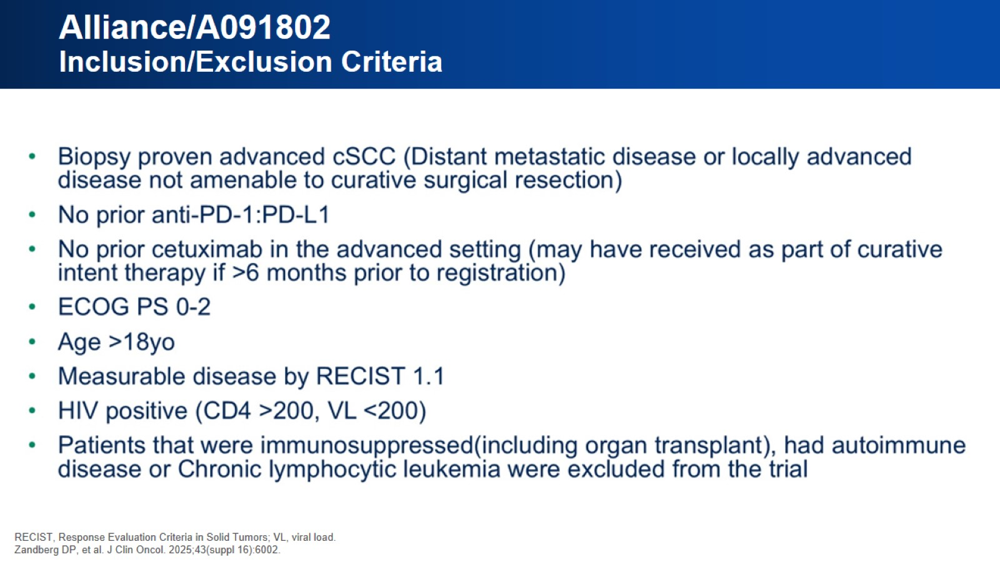 Alliance/A091802
Inclusion/Exclusion Criteria
• Biopsy proven advanced cSCC (Distant metastatic disease or locally advanced
disease not amenable to curative surgical resection)
• No prior anti-PD-1:PD-L1
• No prior cetuximab in the advanced setting (may have received as part of curative
intent therapy if >6 months prior to registration)
• ECOG PS 0-2
• Age >18yo
• Measurable disease by RECIST 1.1
• HIV positive (CD4 >200, VL <200)
• Patients that were immunosuppressed(including organ transplant), had autoimmune
disease or Chronic lymphocytic leukemia were excluded from the trial
RECIST, Response Evaluation Criteria in Solid Tumors; VL, viral load.
Zandberg DP, et al. J Clin Oncol. 2025;43(suppl 16):6002.